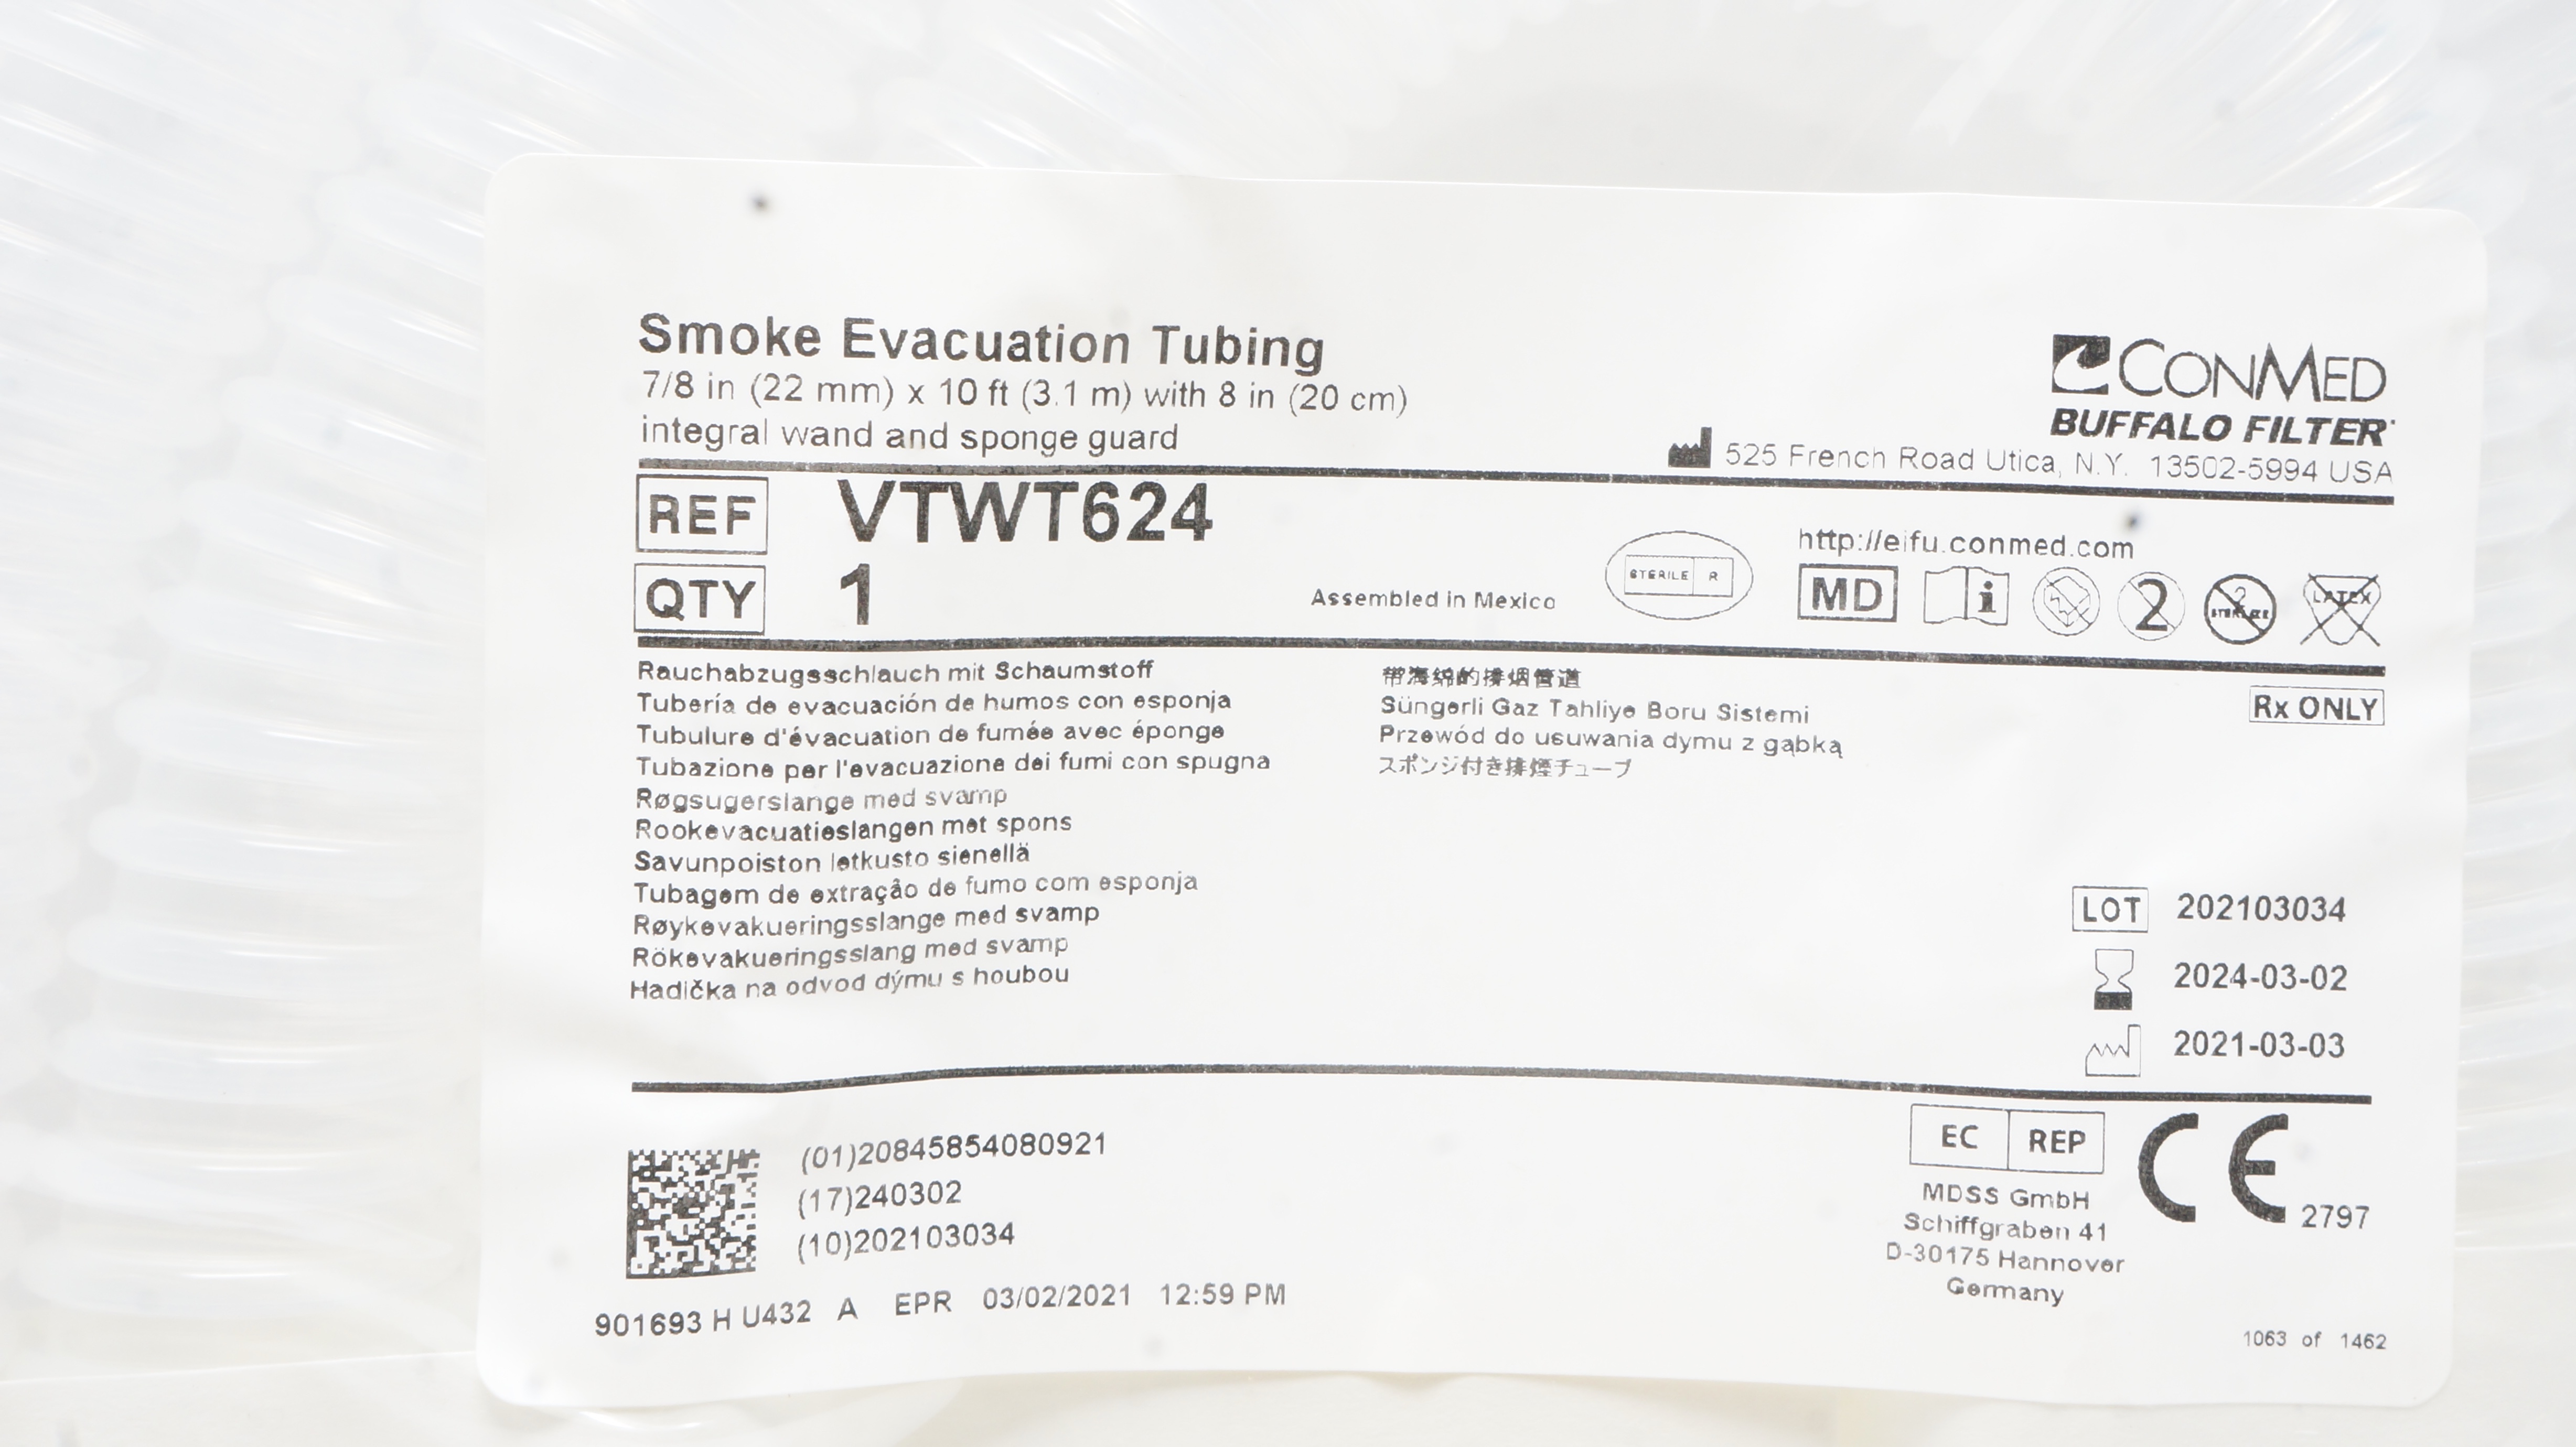 Smoke Evacuation Tubing
7/8 in (22 mm) x 10 ft (3.1 m) with 8 in (20 cm)
integral wand and sponge guard
CONMED
BUFFALO FILTER
525 French Road Utica, N.Y. 13502-5994 USA
REF VTWT624
QTY 1
Assembled in Mexico
STERILE R
http://eifu.conmed.com
MD i 2 2 STERILIZE LATEX
Rx ONLY
Rauchabzugsschlauch mit Schaumstoff
Tubería de evacuación de humos con esponja
Tubulure d'évacuation de fumée avec éponge
Tubazione per l'evacuazione dei fumi con spugna
Røgsugerslange med svamp
Rookevacuatieslangen met spons
Savunpoiston letkusto sienellä
Tubagem de extração de fumo com esponja
Røykevakueringsslange med svamp
Rökevakueringsslang med svamp
Hadička na odvod dýmu s houbou
带海绵的排烟管道
Süngerli Gaz Tahliye Boru Sistemi
Przewód do usuwania dymu z gąbką
スポンジ付き排煙チューブ
LOT 202103034
2024-03-02
2021-03-03
(01)20845854080921
(17)240302
(10)202103034
901693 H U432 A EPR 03/02/2021 12:59 PM
EC REP
MDSS GmbH
Schiffgraben 41
D-30175 Hannover
Germany
CE 2797
1063 of 1462